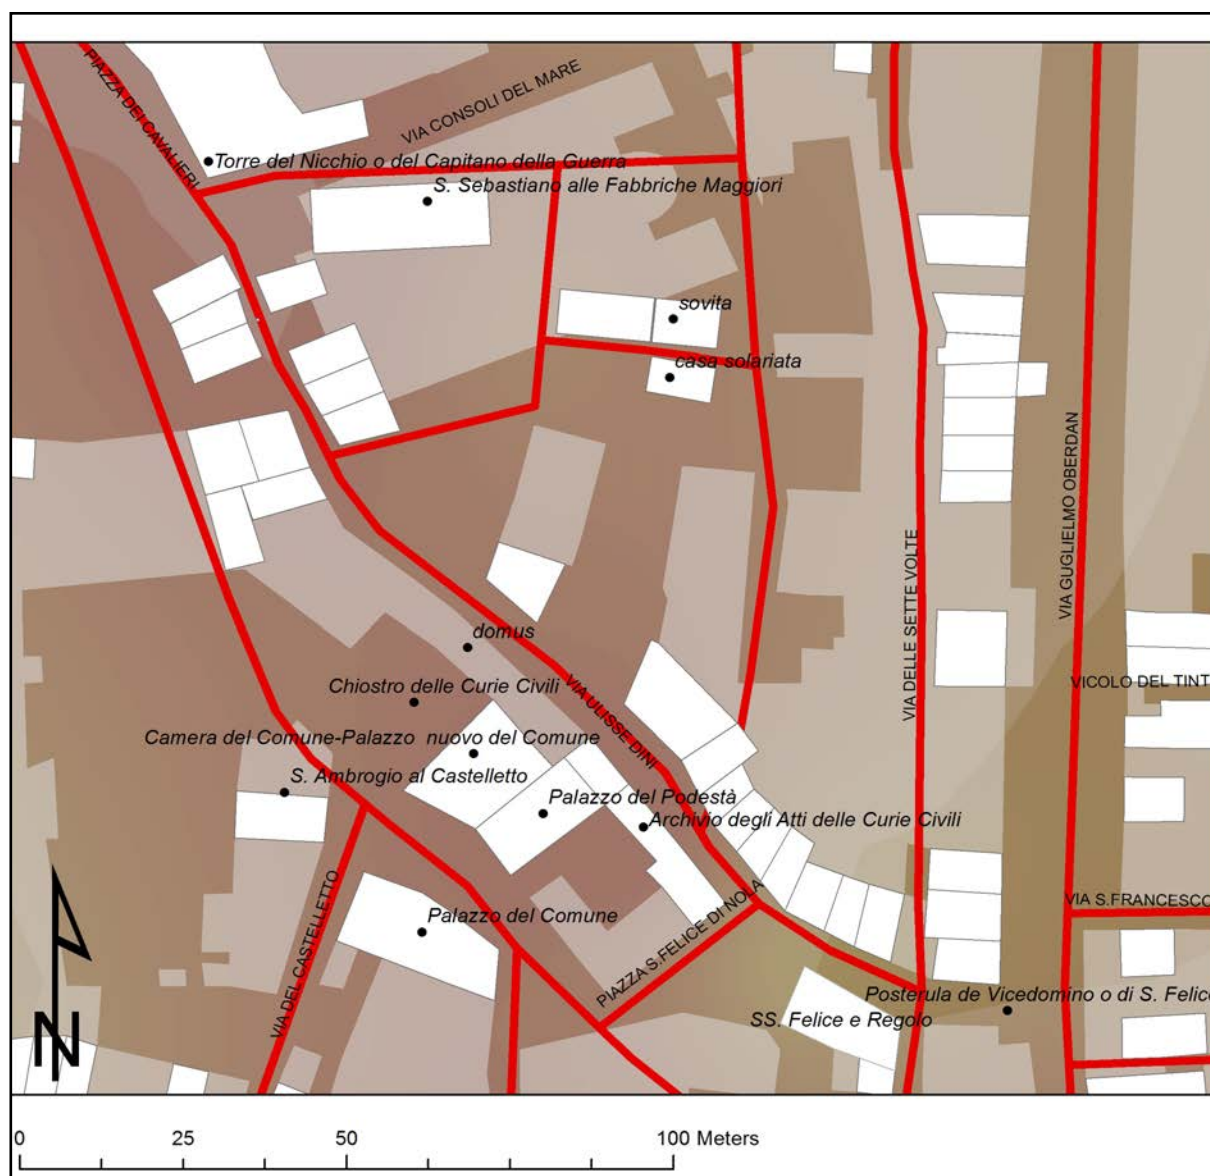 PIAZZA DEI CAVALIERI
VIA CONSOLI DEL MARE
Torre del Nicchio o del Capitano della Guerra
S. Sebastiano alle Fabbriche Maggiori
sovita
casa solariata
VIA GUGLIELMO OBERDAN
VIA DELLE SETTE VOLTE
domus
Chiostro delle Curie Civili
VIA ULISSE DINI
VICOLO DEL TINT
Camera del Comune-Palazzo nuovo del Comune
S. Ambrogio al Castelletto
Palazzo del Podestà
Archivio degli Atti delle Curie Civili
VIA DEL CASTELLETTO
Palazzo del Comune
PIAZZA S.FELICE DI NOLA
VIA S.FRANCESCO
Posterula de Vicedomino o di S. Felice
SS. Felice e Regolo
N
0 25 50 100 Meters